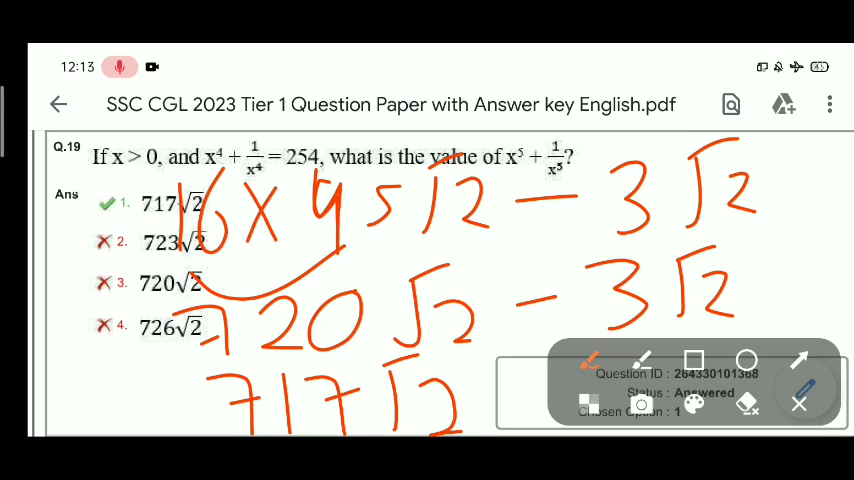 12:13 45
SSC CGL 2023 Tier 1 Question Paper with Answer key English.pdf
Q.19 If x > 0, and x⁴ + 1/x⁴ = 254, what is the value of x⁵ + 1/x⁵?
Ans 1. 717√2
2. 723√2
3. 720√2
4. 726√2
16 × 45√2 − 3√2
720√2 − 3√2
717√2
Question ID : 264330101368
Status : Answered
Chosen Option : 1